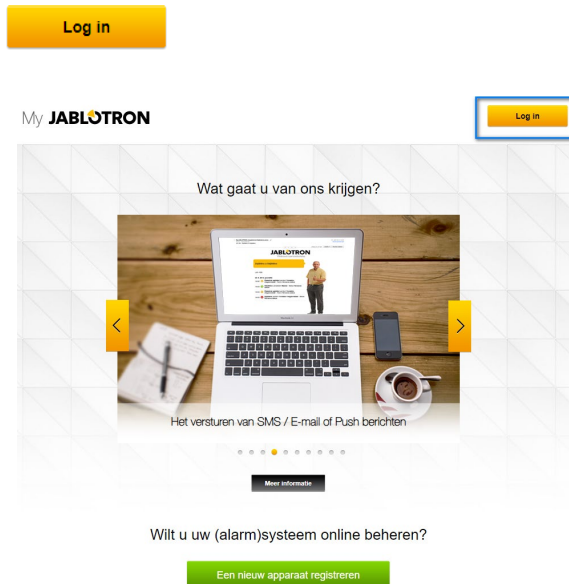 Log in
My JABLOTRON
Log in
Wat gaat u van ons krijgen?
JABLOTRON
Het versturen van SMS / E-mail of Push berichten
Meer informatie
Wilt u uw (alarm)systeem online beheren?
Een nieuw apparaat registreren